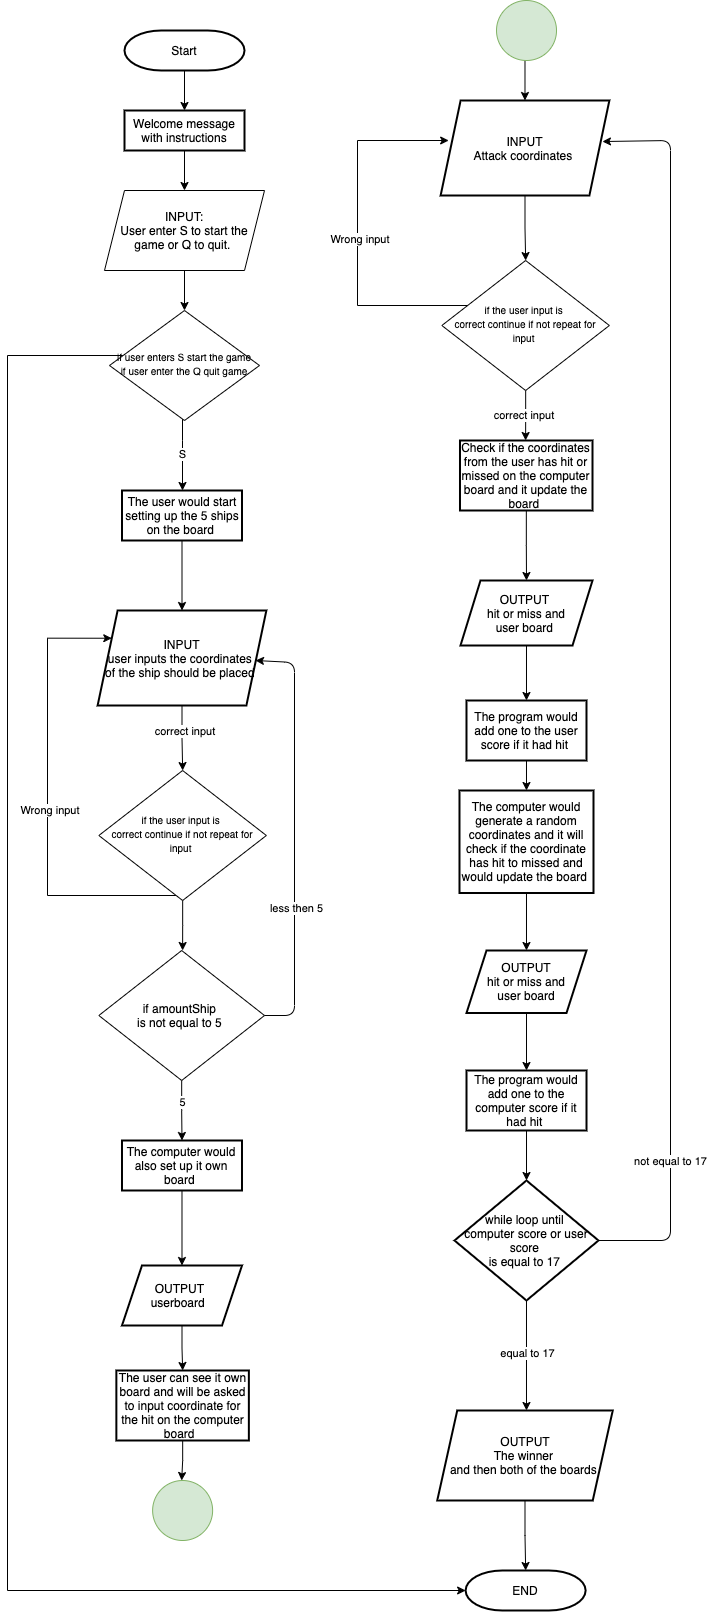 Start
Welcome message
with instructions
INPUT:
User enter S to start the
game or Q to quit.
if user enters S start the game
if user enter the Q quit game
S
The user would start
setting up the 5 ships
on the board
INPUT
user inputs the coordinates
of the ship should be placed
correct input
Wrong input
if the user input is
correct continue if not repeat for
input
less then 5
if amountShip
is not equal to 5
5
The computer would
also set up it own
board
OUTPUT
userboard
The user can see it own
board and will be asked
to input coordinate for
the hit on the computer
board
INPUT
Attack coordinates
Wrong input
if the user input is
correct continue if not repeat for
input
correct input
Check if the coordinates
from the user has hit or
missed on the computer
board and it update the
board
OUTPUT
hit or miss and
user board
The program would
add one to the user
score if it had hit
The computer would
generate a random
coordinates and it will
check if the coordinate
has hit to missed and
would update the board
OUTPUT
hit or miss and
user board
The program would
add one to the
computer score if it
had hit
not equal to 17
while loop until
computer score or user
score
is equal to 17
equal to 17
OUTPUT
The winner
and then both of the boards
END